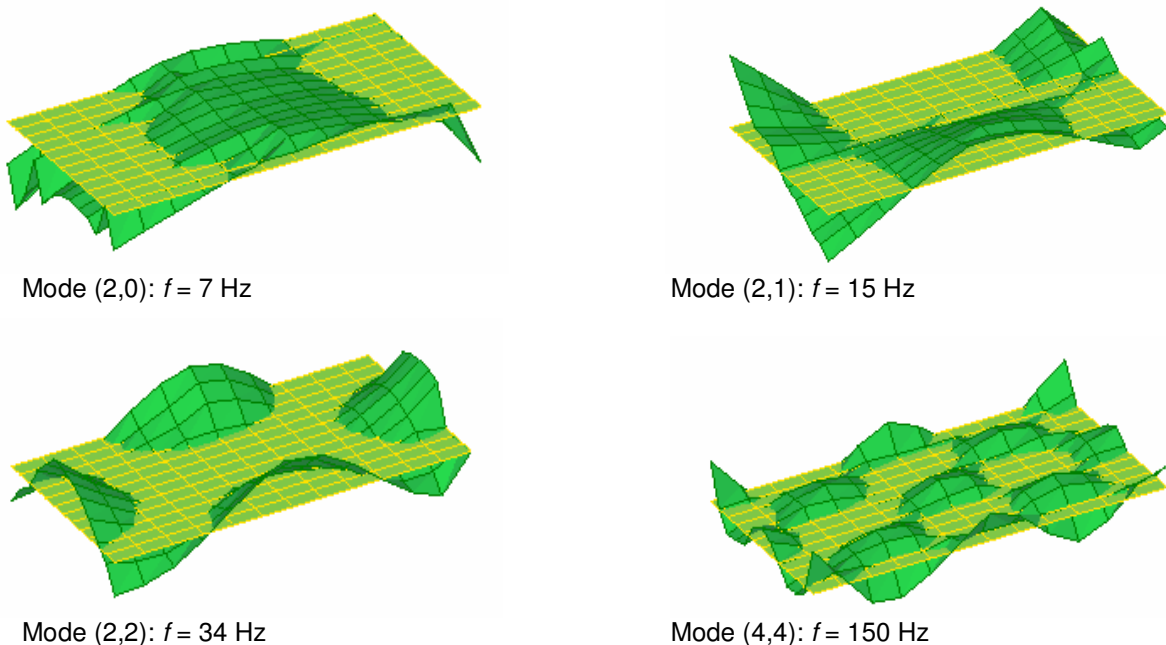 Mode (2,0): f = 7 Hz
Mode (2,1): f = 15 Hz
Mode (2,2): f = 34 Hz
Mode (4,4): f = 150 Hz